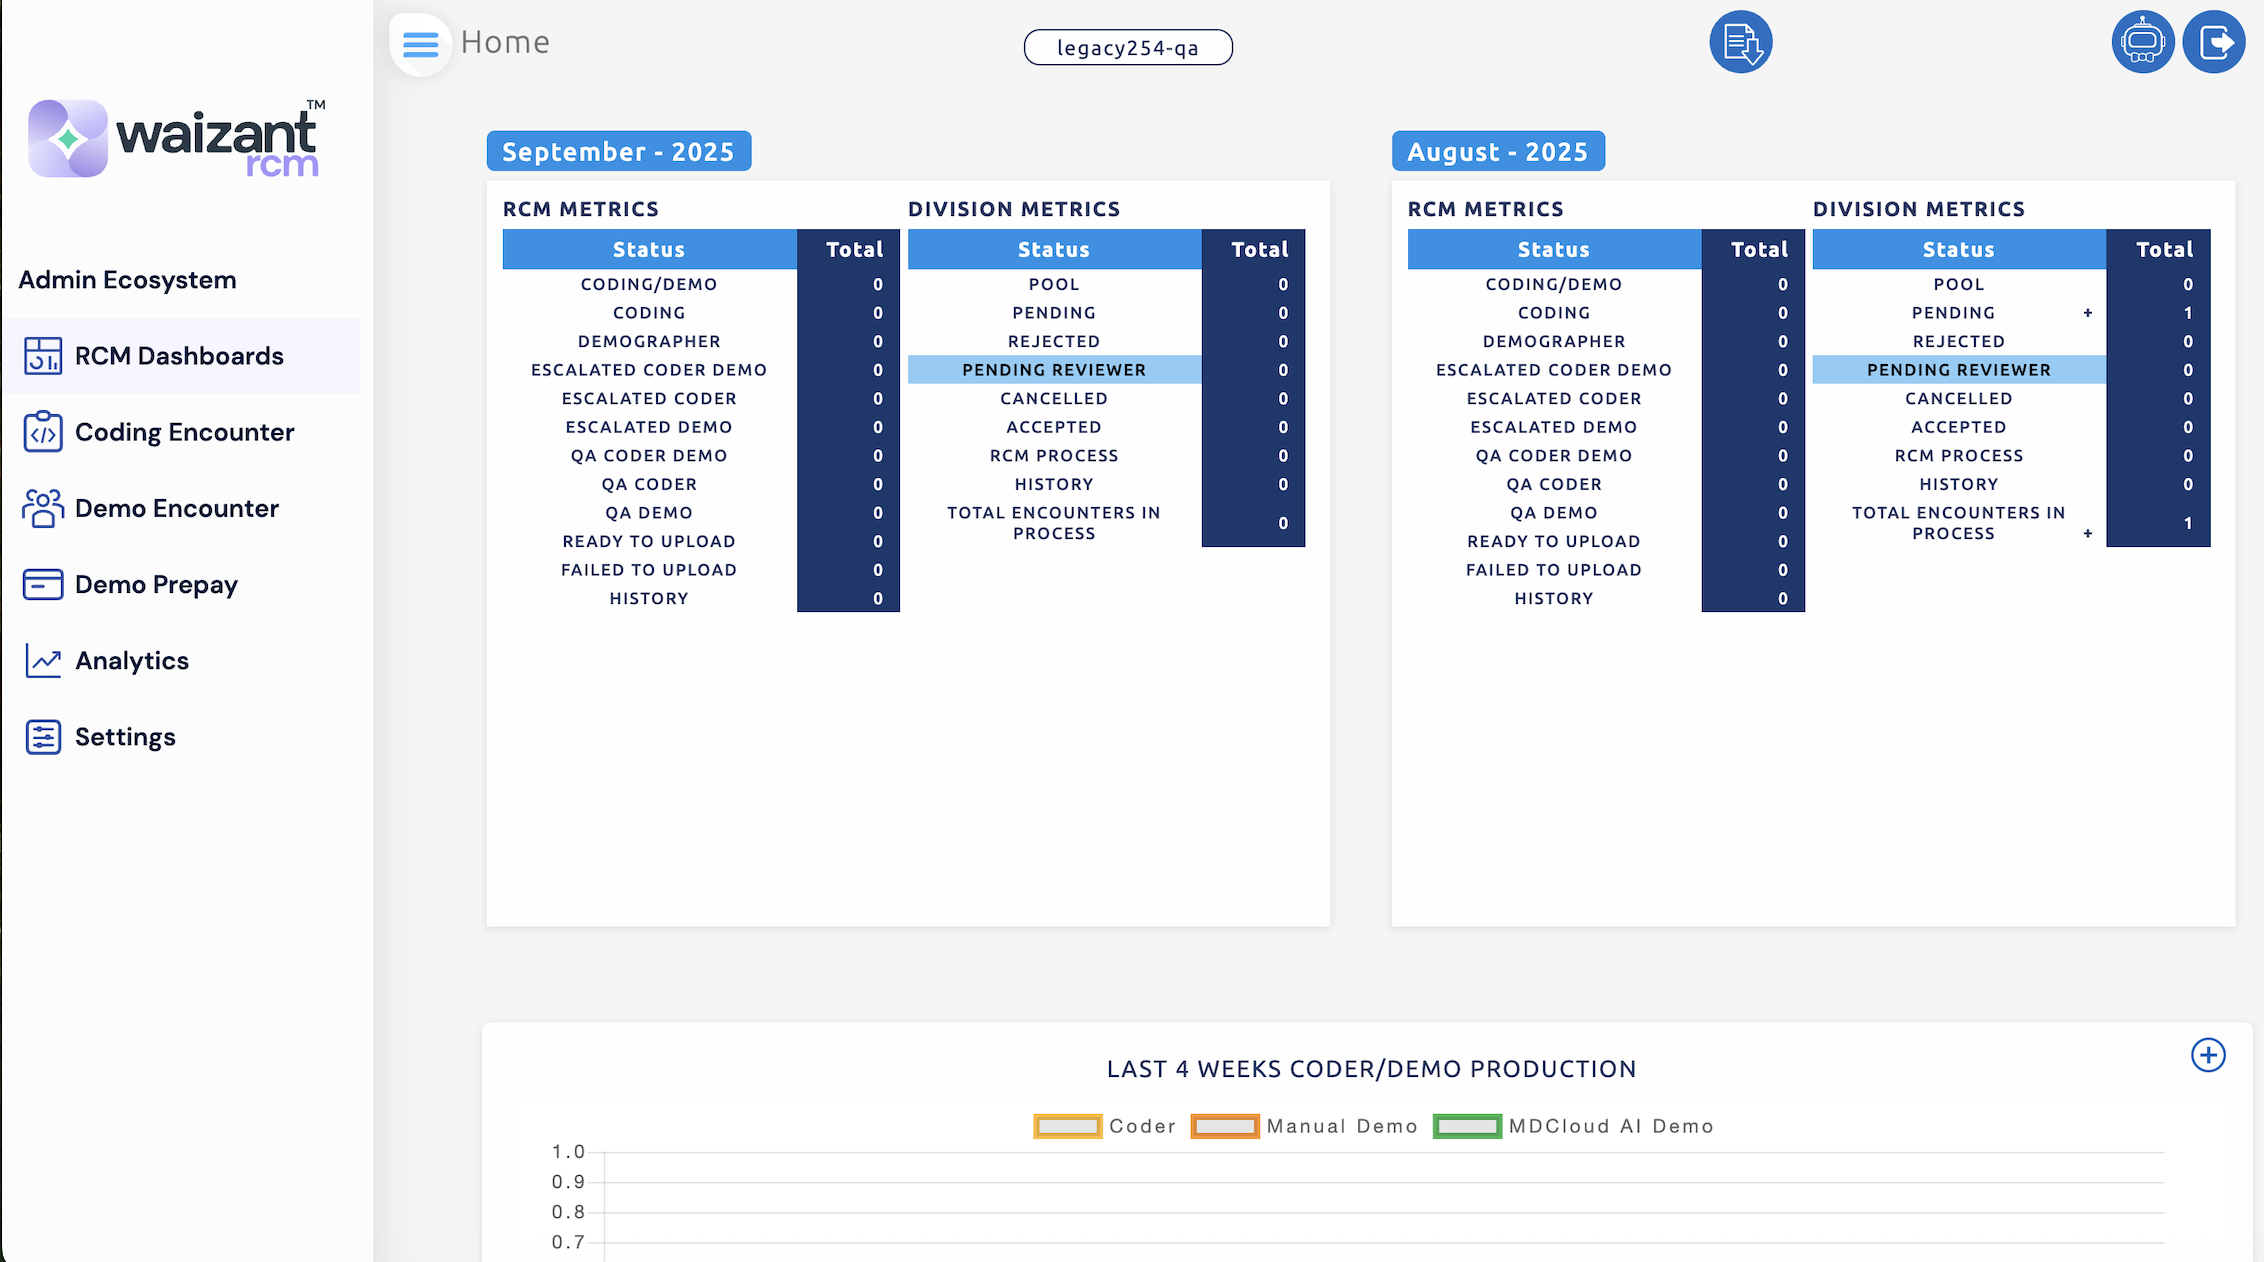 Home
legacy254-qa
waizant™
rcm
Admin Ecosystem
RCM Dashboards
Coding Encounter
Demo Encounter
Demo Prepay
Analytics
Settings
September - 2025
RCM METRICS
Status Total
CODING/DEMO 0
CODING 0
DEMOGRAPHER 0
ESCALATED CODER DEMO 0
ESCALATED CODER 0
ESCALATED DEMO 0
QA CODER DEMO 0
QA CODER 0
QA DEMO 0
READY TO UPLOAD 0
FAILED TO UPLOAD 0
HISTORY 0
DIVISION METRICS
Status Total
POOL 0
PENDING 0
REJECTED 0
PENDING REVIEWER 0
CANCELLED 0
ACCEPTED 0
RCM PROCESS 0
HISTORY 0
TOTAL ENCOUNTERS IN
PROCESS 0
August - 2025
RCM METRICS
Status Total
CODING/DEMO 0
CODING 0
DEMOGRAPHER 0
ESCALATED CODER DEMO 0
ESCALATED CODER 0
ESCALATED DEMO 0
QA CODER DEMO 0
QA CODER 0
QA DEMO 0
READY TO UPLOAD 0
FAILED TO UPLOAD 0
HISTORY 0
DIVISION METRICS
Status Total
POOL 0
PENDING + 1
REJECTED 0
PENDING REVIEWER 0
CANCELLED 0
ACCEPTED 0
RCM PROCESS 0
HISTORY 0
TOTAL ENCOUNTERS IN
PROCESS + 1
LAST 4 WEEKS CODER/DEMO PRODUCTION
Coder Manual Demo MDCloud AI Demo
1.0
0.9
0.8
0.7